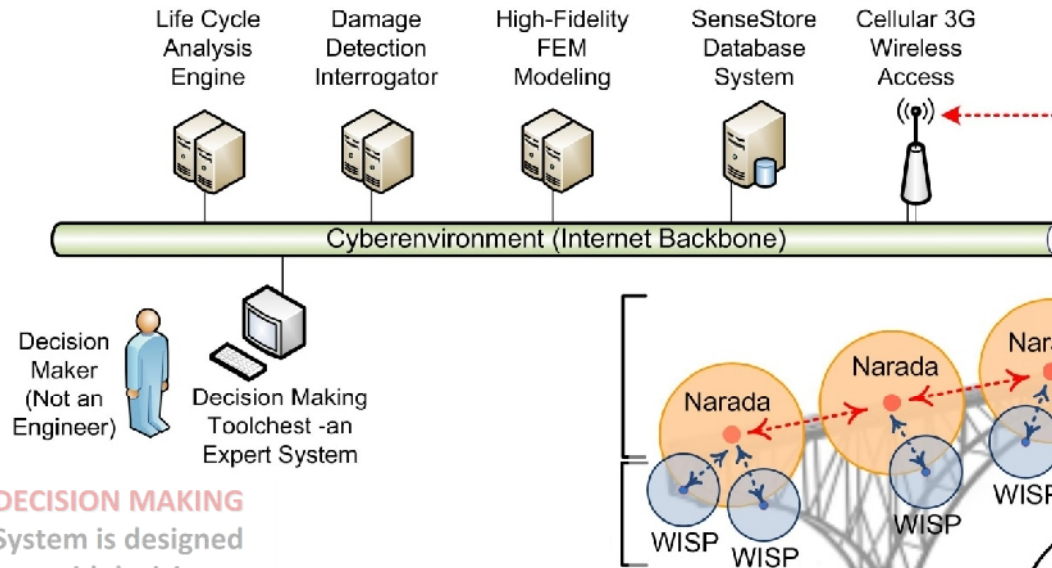 Life Cycle
Analysis
Engine
Damage
Detection
Interrogator
High-Fidelity
FEM
Modeling
SenseStore
Database
System
Cellular 3G
Wireless
Access
Cyberenvironment (Internet Backbone)
Decision
Maker
(Not an
Engineer)
Decision Making
Toolchest -an
Expert System
Narada
Narada
Nara
WISP
WISP
WISP
WISP
DECISION MAKING
System is designed